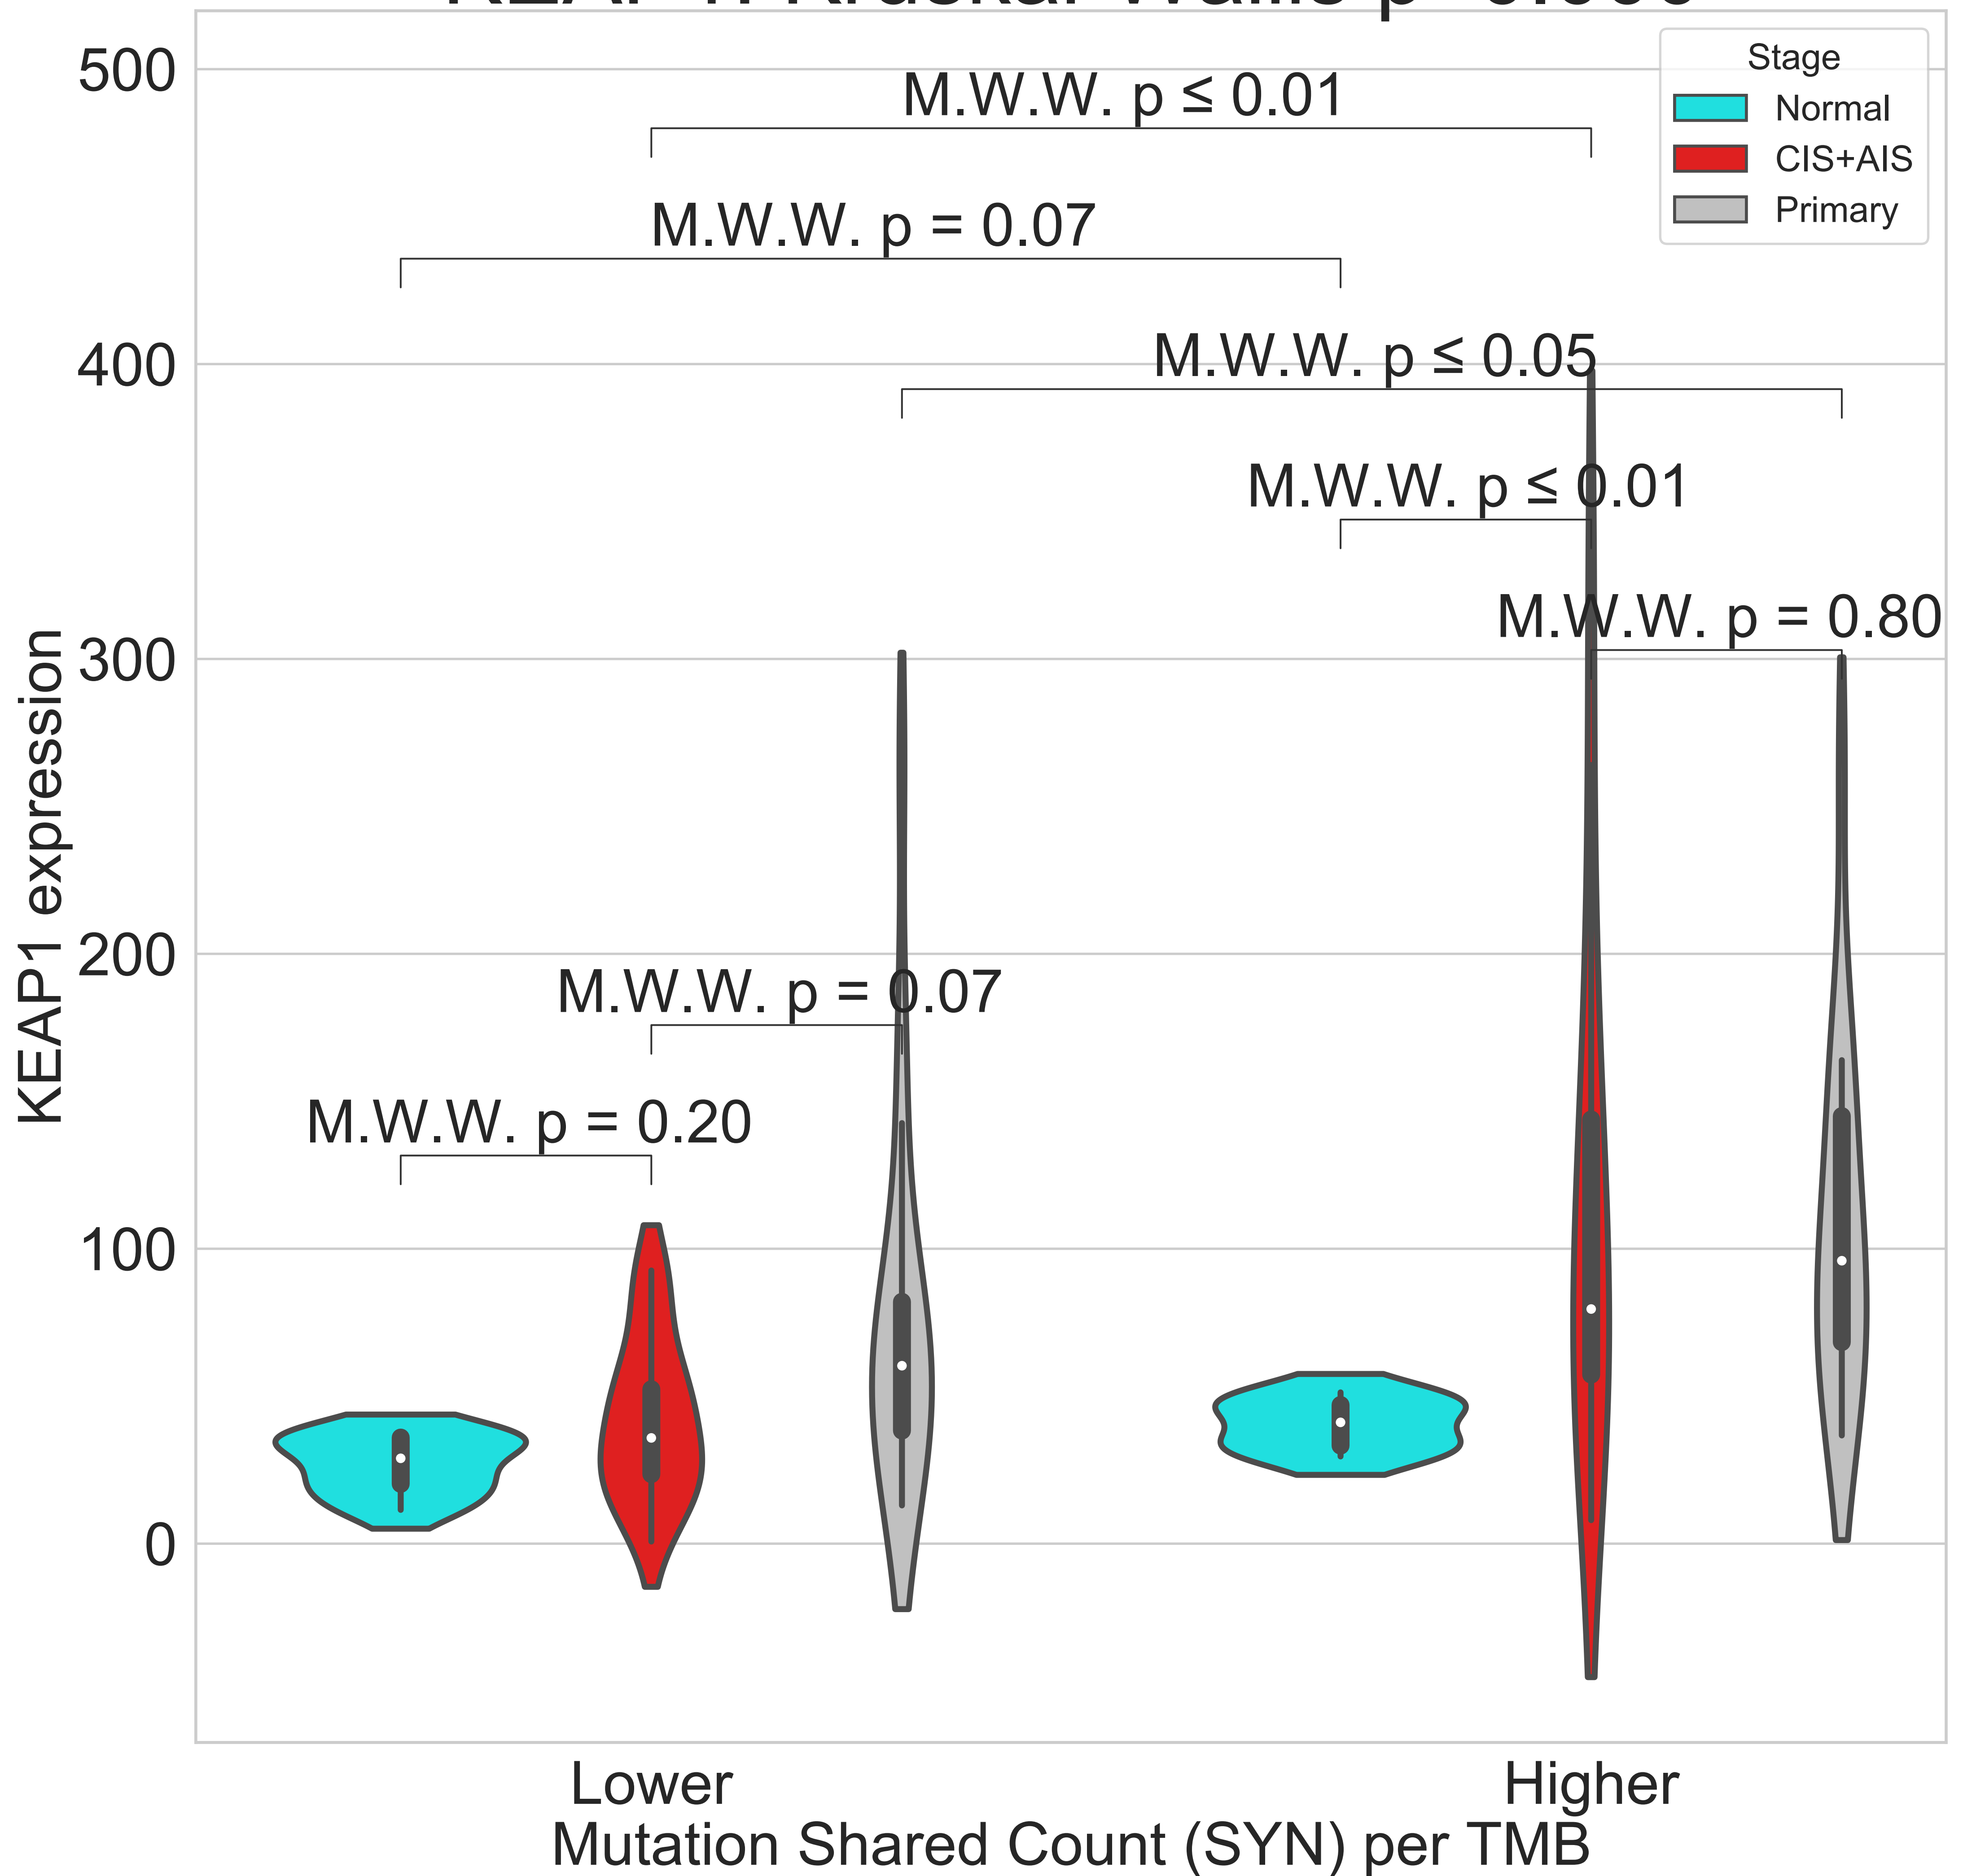 500
400
300
200
100
0
KEAP1 expression
M.W.W. p ≤ 0.01
M.W.W. p = 0.07
M.W.W. p ≤ 0.05
M.W.W. p ≤ 0.01
M.W.W. p = 0.80
M.W.W. p = 0.07
M.W.W. p = 0.20
Stage
Normal
CIS+AIS
Primary
Lower
Higher
Mutation Shared Count (SYN) per TMB